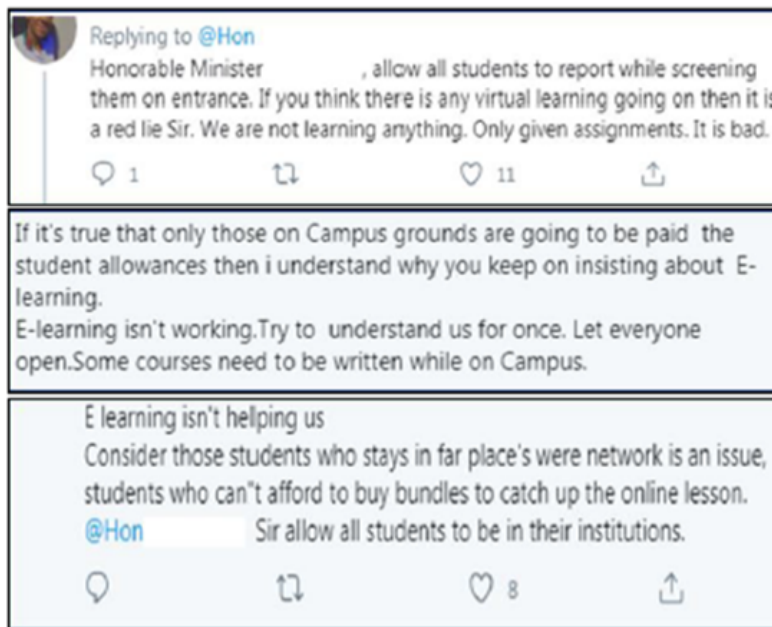 Replying to @Hon
Honorable Minister , allow all students to report while screening
them on entrance. If you think there is any virtual learning going on then it is
a red lie Sir. We are not learning anything. Only given assignments. It is bad.
1 11
If it's true that only those on Campus grounds are going to be paid the
student allowances then i understand why you keep on insisting about E-
learning.
E-learning isn't working.Try to understand us for once. Let everyone
open.Some courses need to be written while on Campus.
E learning isn't helping us
Consider those students who stays in far place's were network is an issue,
students who can"t afford to buy bundles to catch up the online lesson.
@Hon Sir allow all students to be in their institutions.
8